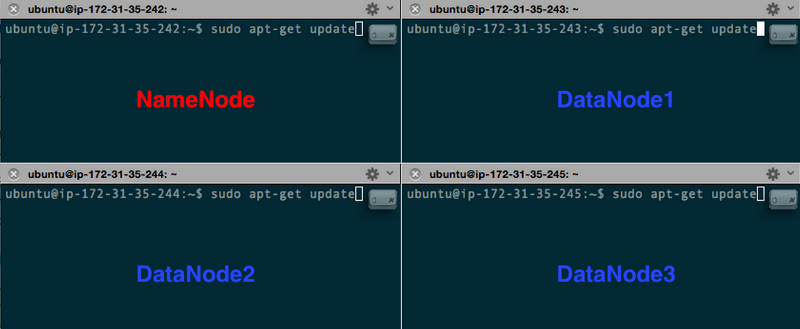 ubuntu@ip-172-31-35-242: ~
ubuntu@ip-172-31-35-242:~$ sudo apt-get update
NameNode
ubuntu@ip-172-31-35-243: ~
ubuntu@ip-172-31-35-243:~$ sudo apt-get update
DataNode1
ubuntu@ip-172-31-35-244: ~
ubuntu@ip-172-31-35-244:~$ sudo apt-get update
DataNode2
ubuntu@ip-172-31-35-245: ~
ubuntu@ip-172-31-35-245:~$ sudo apt-get update
DataNode3